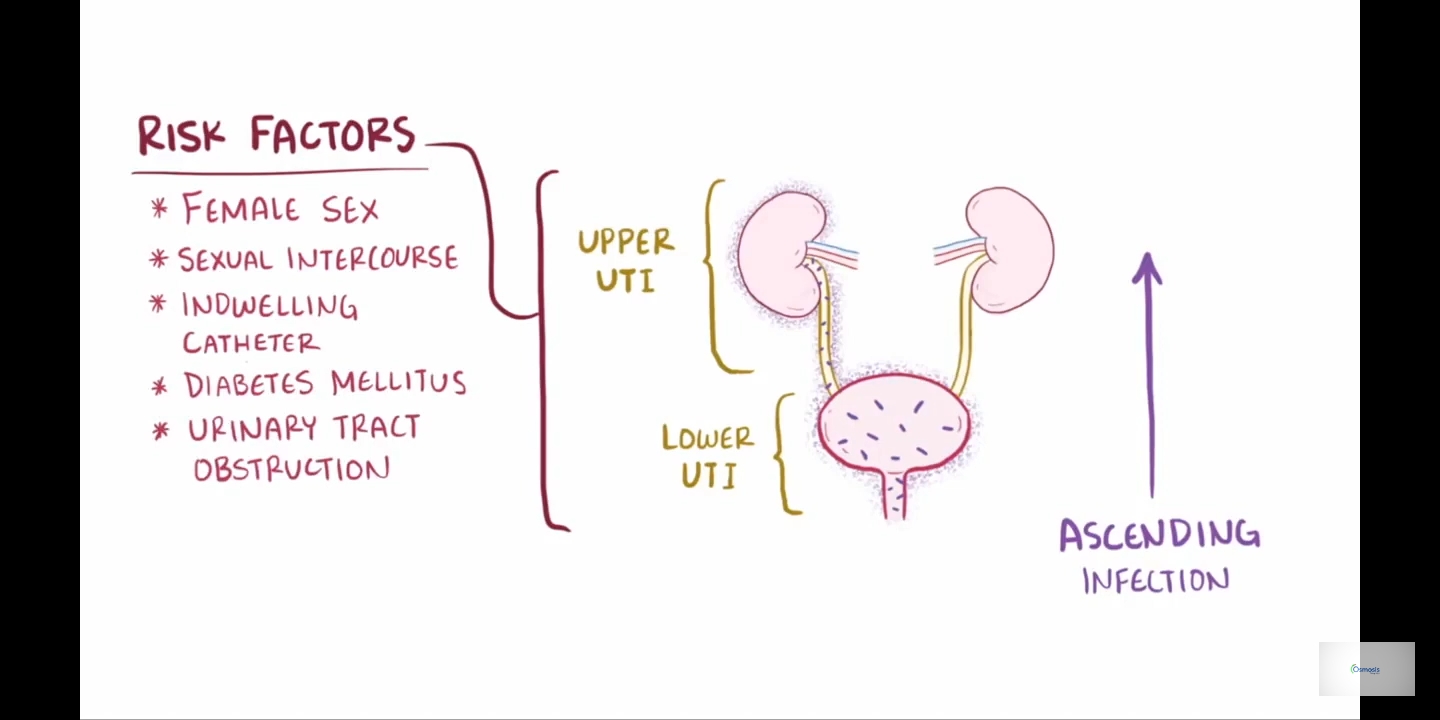 RISK FACTORS
* FEMALE SEX
* SEXUAL INTERCOURSE
* INDWELLING
CATHETER
* DIABETES MELLITUS
* URINARY TRACT
OBSTRUCTION
UPPER
UTI
LOWER
UTI
ASCENDING
INFECTION
Osmosis